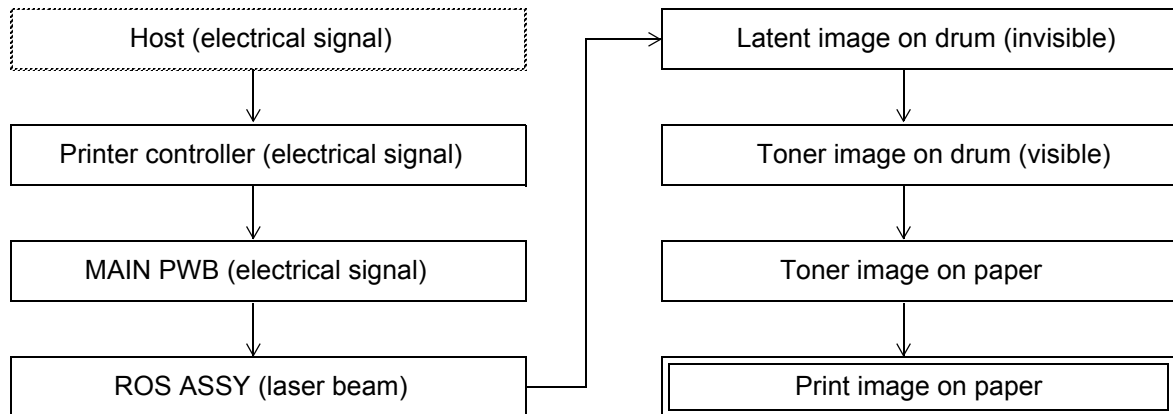 Host (electrical signal)
Printer controller (electrical signal)
MAIN PWB (electrical signal)
ROS ASSY (laser beam)
Latent image on drum (invisible)
Toner image on drum (visible)
Toner image on paper
Print image on paper